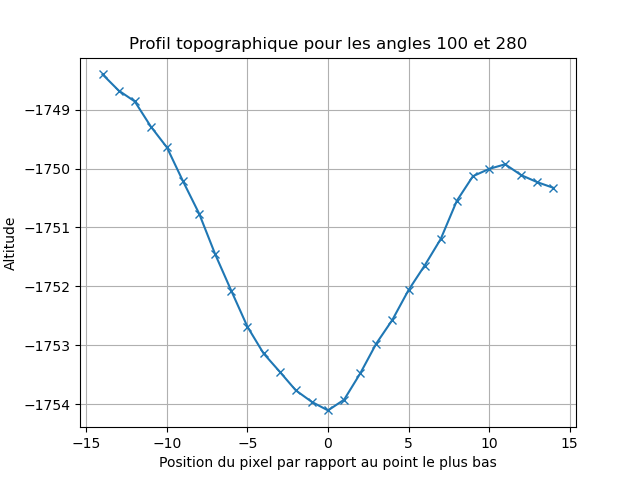 Profil topographique pour les angles 100 et 280
Altitude
−1749
−1750
−1751
−1752
−1753
−1754
−15 −10 −5 0 5 10 15
Position du pixel par rapport au point le plus bas